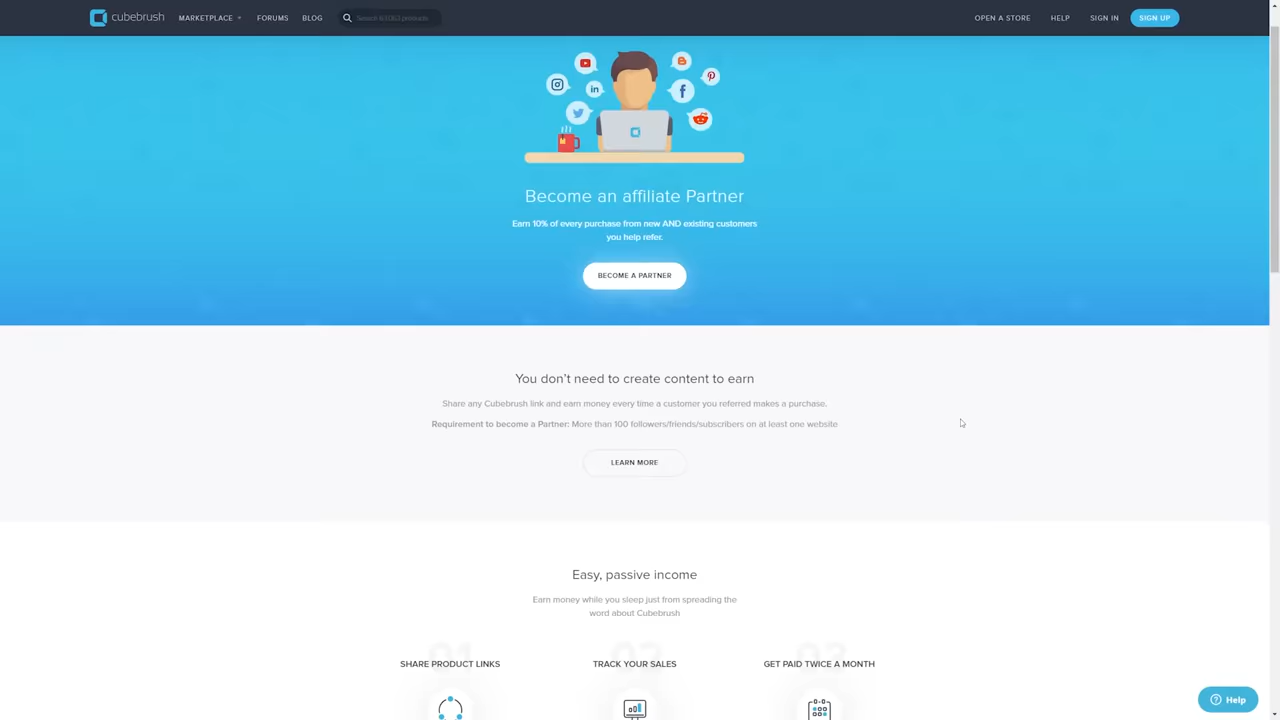 cubebrush
MARKETPLACE
FORUMS
BLOG
OPEN A STORE
HELP
SIGN IN
SIGN UP
Become an affiliate Partner
Earn 10% of every purchase from new AND existing customers
you help refer.
BECOME A PARTNER
You don't need to create content to earn
Share any Cubebrush link and earn money every time a customer you referred makes a purchase.
Requirement to become a Partner: More than 100 followers/friends/subscribers on at least one website
LEARN MORE
Easy, passive income
Earn money while you sleep just from spreading the
word about Cubebrush
01
02
03
SHARE PRODUCT LINKS
TRACK YOUR SALES
GET PAID TWICE A MONTH
Help